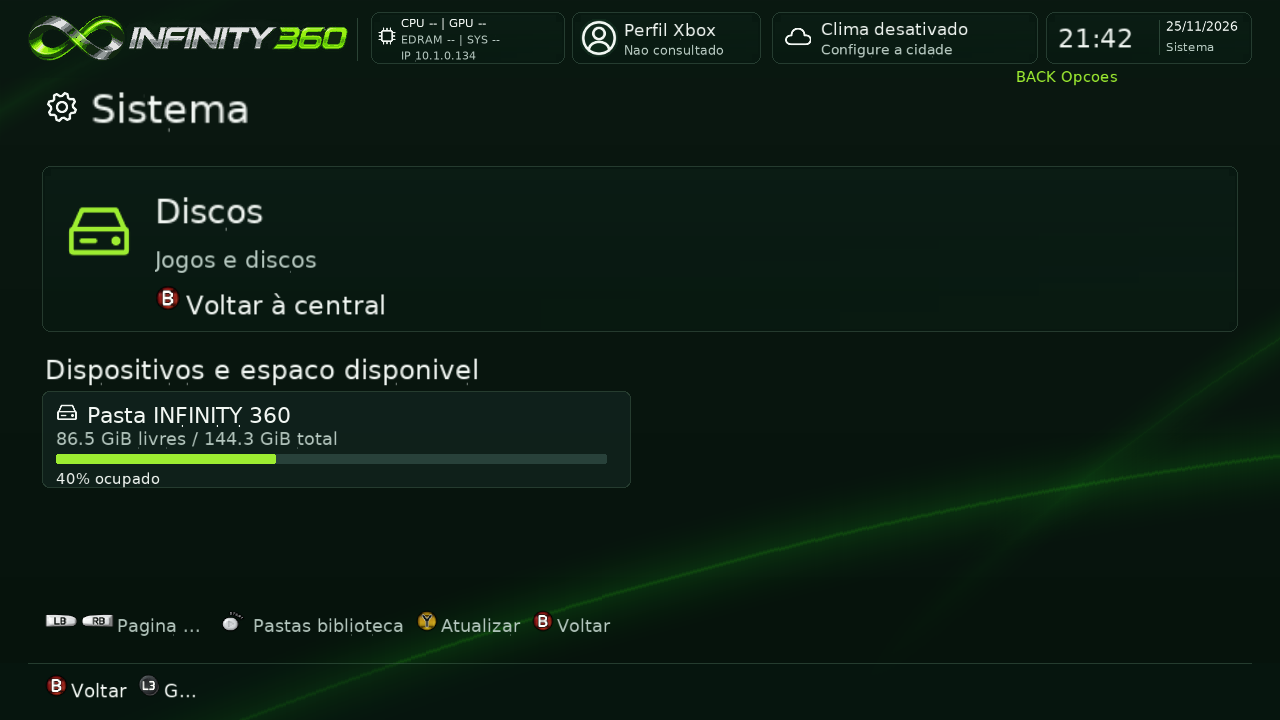 INFINITY 360
CPU -- | GPU --
EDRAM -- | SYS --
IP 10.1.0.134
Perfil Xbox
Nao consultado
Clima desativado
Configure a cidade
21:42
25/11/2026
Sistema
BACK Opcoes
Sistema
Discos
Jogos e discos
B Voltar à central
Dispositivos e espaco disponivel
Pasta INFINITY 360
86.5 GiB livres / 144.3 GiB total
40% ocupado
LB RB Pagina ... Pastas biblioteca Y Atualizar B Voltar
B Voltar L3 G...